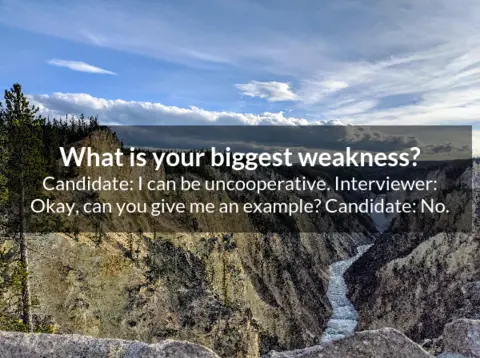 What is your biggest weakness?
Candidate: I can be uncooperative. Interviewer:
Okay, can you give me an example? Candidate: No.